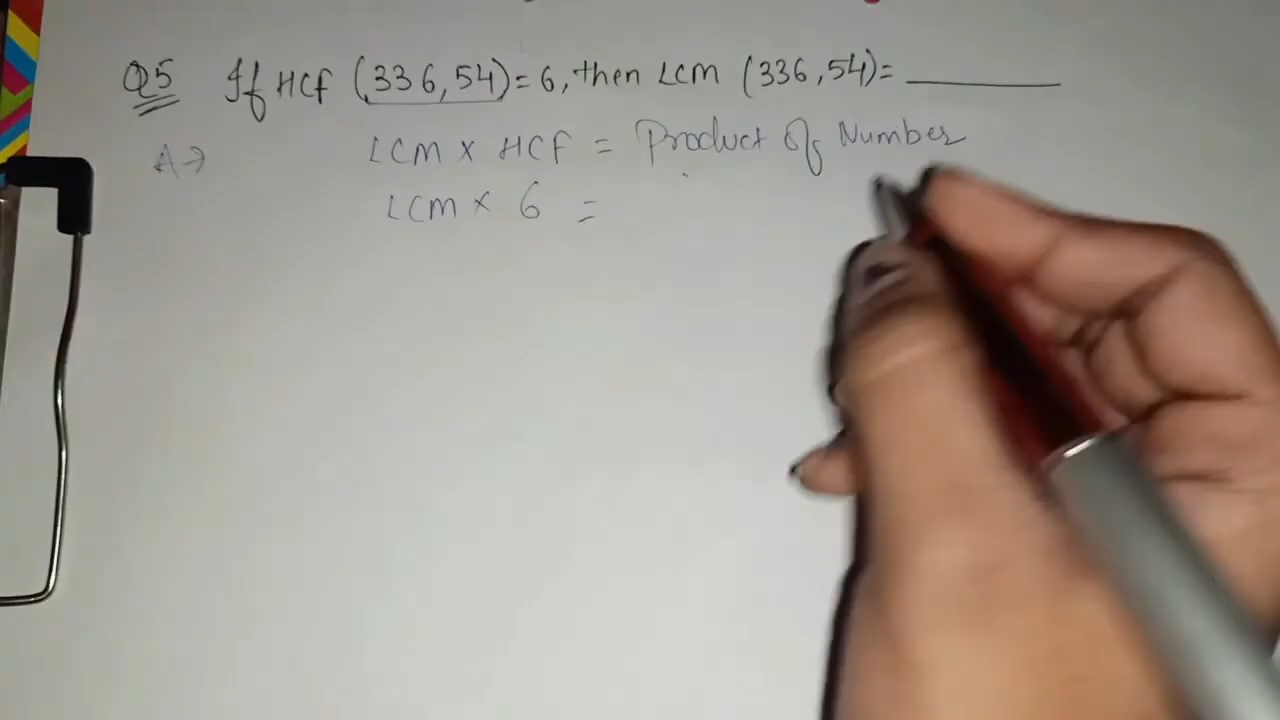 Q5 If HCF (336,54)= 6, then LCM (336,54)= ________
A→ LCM × HCF = Product Of Number
LCM × 6 =